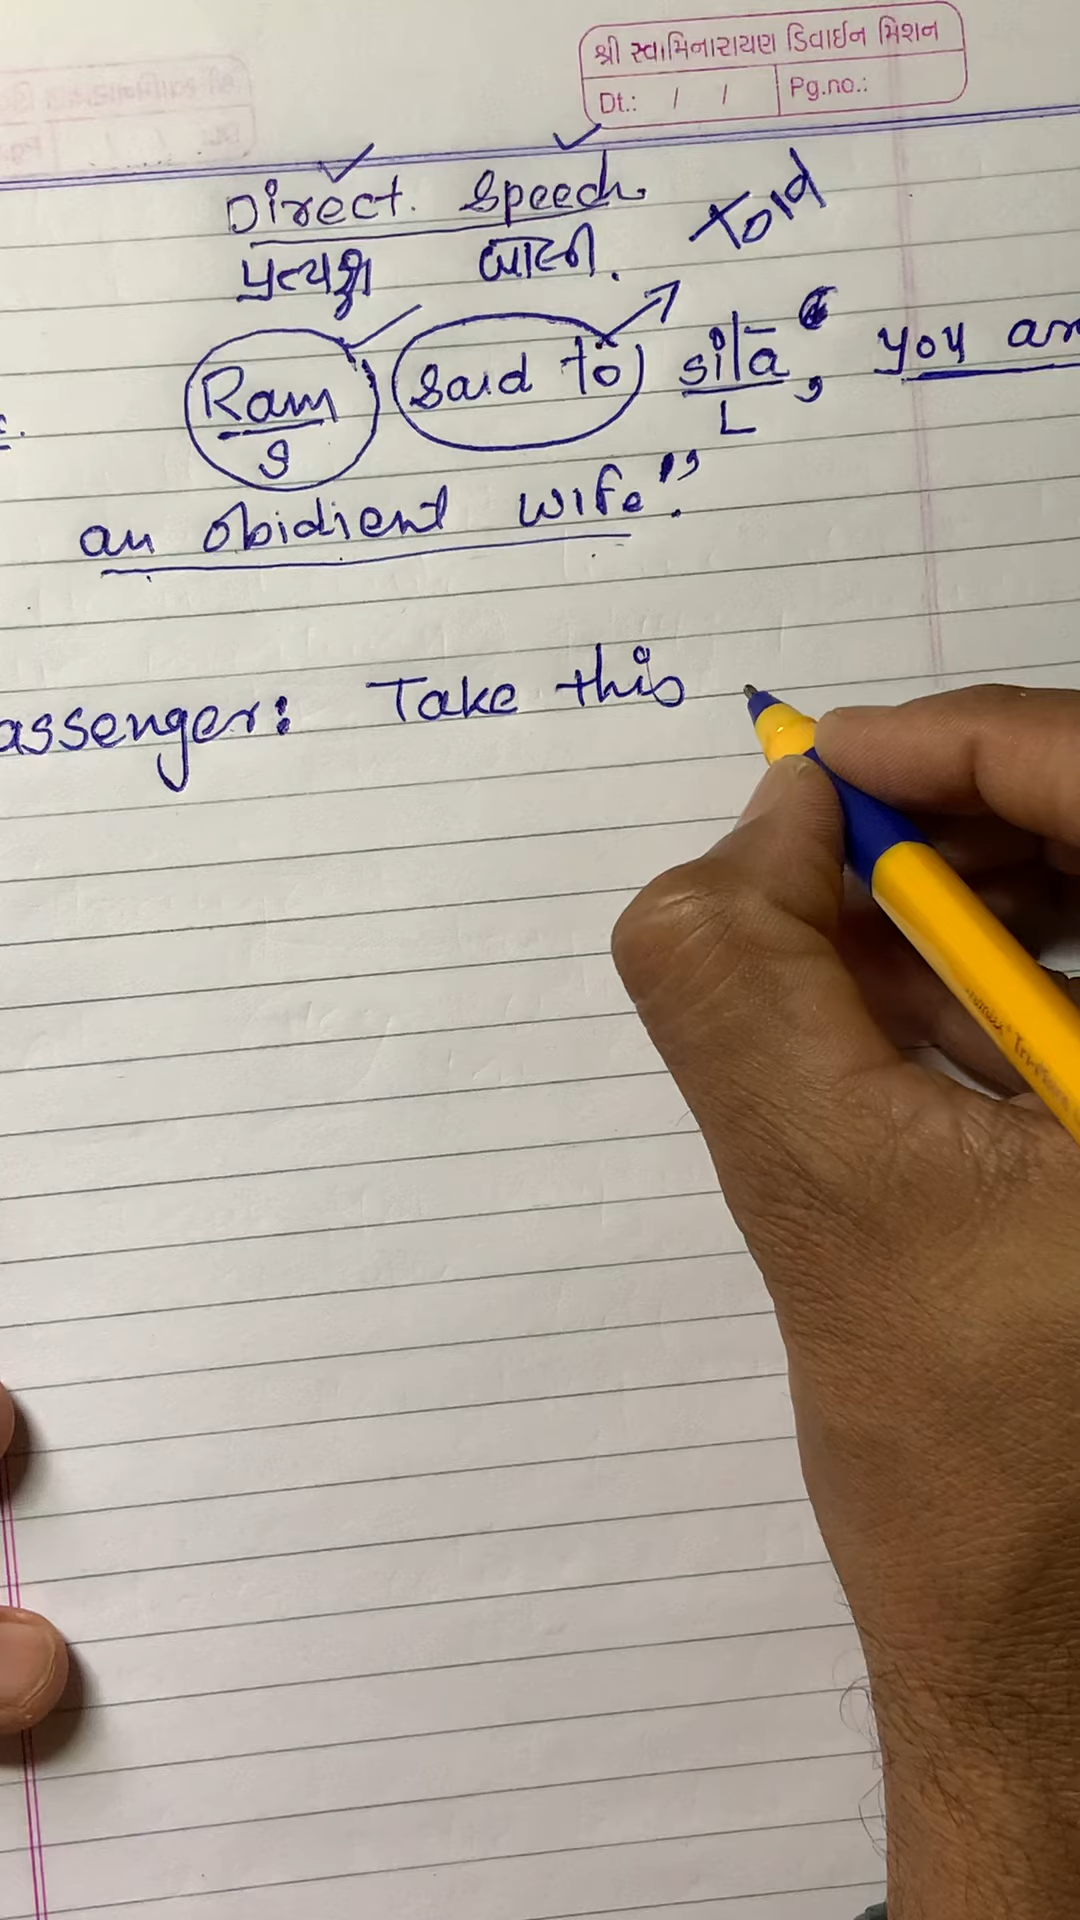 શ્રી સ્વામિનારાયણ ડિવાઈન મિશન
Dt.: / / Pg.no.:
Direct. Speech
પ્રત્યક્ષ told
Ram said to sita, " you
S L
an obidient wife."
assenger: Take this